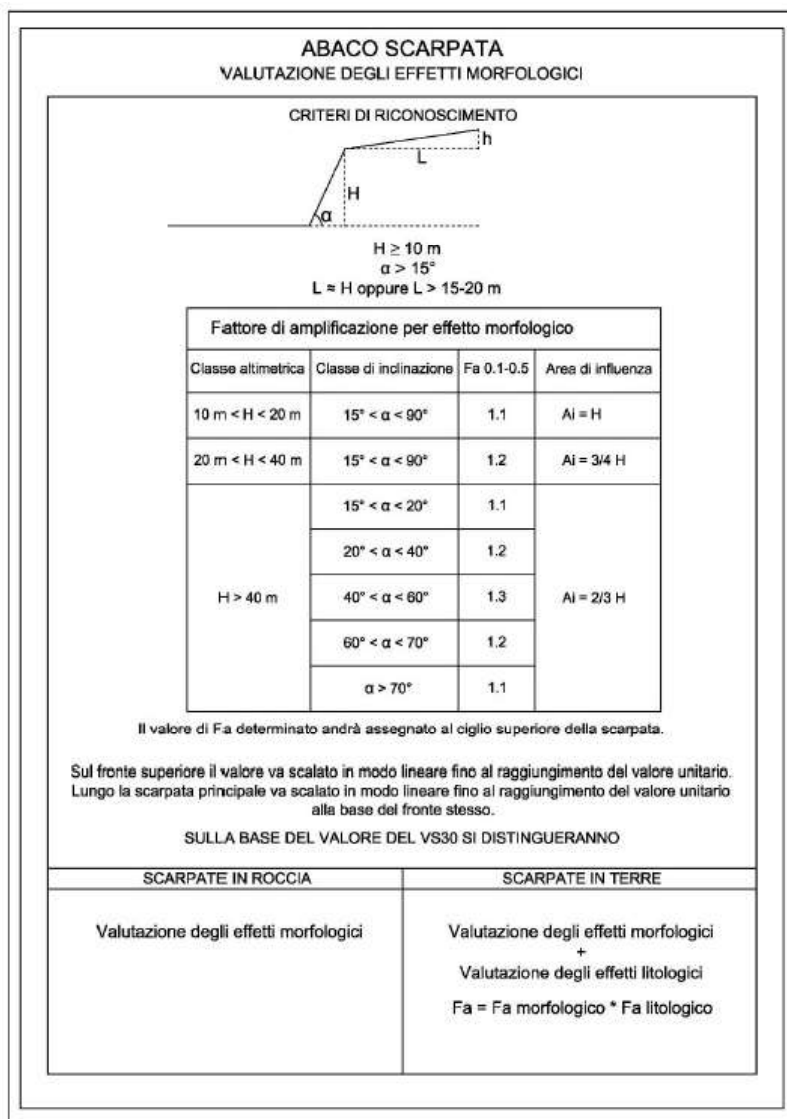 ABACO SCARPATA
VALUTAZIONE DEGLI EFFETTI MORFOLOGICI
CRITERI DI RICONOSCIMENTO
h
L
H
α
H ≥ 10 m
α > 15°
L ≈ H oppure L > 15-20 m
Fattore di amplificazione per effetto morfologico
Classe altimetrica Classe di inclinazione Fa 0.1-0.5 Area di influenza
10 m < H < 20 m 15° < α < 90° 1.1 Ai = H
20 m < H < 40 m 15° < α < 90° 1.2 Ai = 3/4 H
15° < α < 20° 1.1
20° < α < 40° 1.2
H > 40 m 40° < α < 60° 1.3 Ai = 2/3 H
60° < α < 70° 1.2
α > 70° 1.1
Il valore di Fa determinato andrà assegnato al ciglio superiore della scarpata.
Sul fronte superiore il valore va scalato in modo lineare fino al raggiungimento del valore unitario.
Lungo la scarpata principale va scalato in modo lineare fino al raggiungimento del valore unitario
alla base del fronte stesso.
SULLA BASE DEL VALORE DEL VS30 SI DISTINGUERANNO
SCARPATE IN ROCCIA
Valutazione degli effetti morfologici
SCARPATE IN TERRE
Valutazione degli effetti morfologici
+
Valutazione degli effetti litologici
Fa = Fa morfologico * Fa litologico